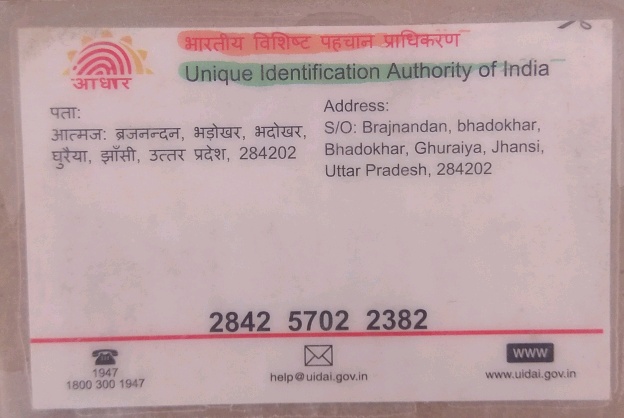 भारतीय विशिष्ट पहचान प्राधिकरण
Unique Identification Authority of India
आधार
पता:
आत्मज: ब्रजनन्दन, भड़ोखर, भदोखर,
घुरैया, झाँसी, उत्तर प्रदेश, 284202
Address:
S/O: Brajnandan, bhadokhar,
Bhadokhar, Ghuraiya, Jhansi,
Uttar Pradesh, 284202
2842 5702 2382
1947
1800 300 1947
help@uidai.gov.in
WWW
www.uidai.gov.in